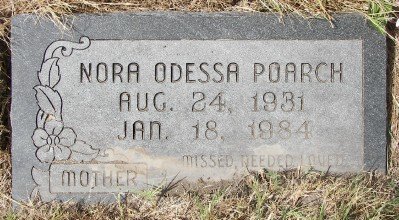 NORA ODESSA POARCH
AUG. 24, 1931
JAN. 18, 1984
MISSED, NEEDED, LOVED
MOTHER